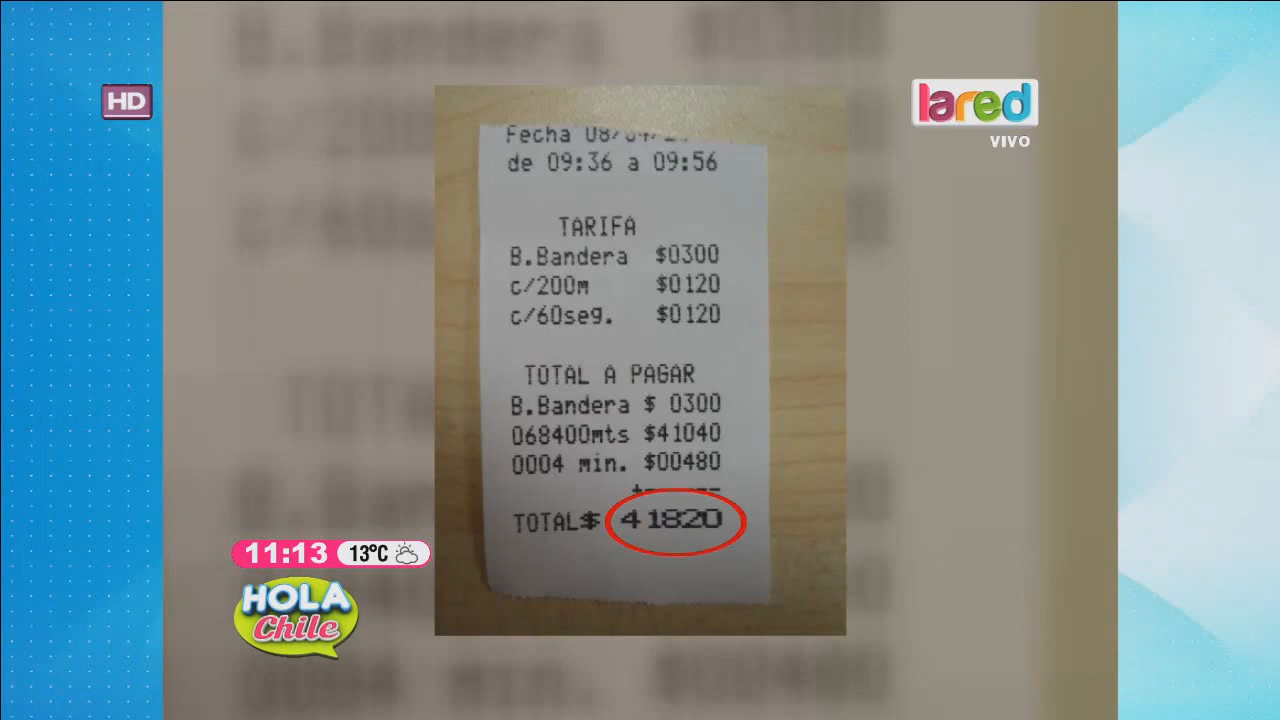 HD
lared
VIVO
Fecha
de 09:36 a 09:56
TARIFA
B.Bandera $0300
c/200m $0120
c/60seg. $0120
TOTAL A PAGAR
B.Bandera $ 0300
068400mts $41040
0004 min. $00480
TOTAL$ 41820
11:13 13°C
HOLA
Chile